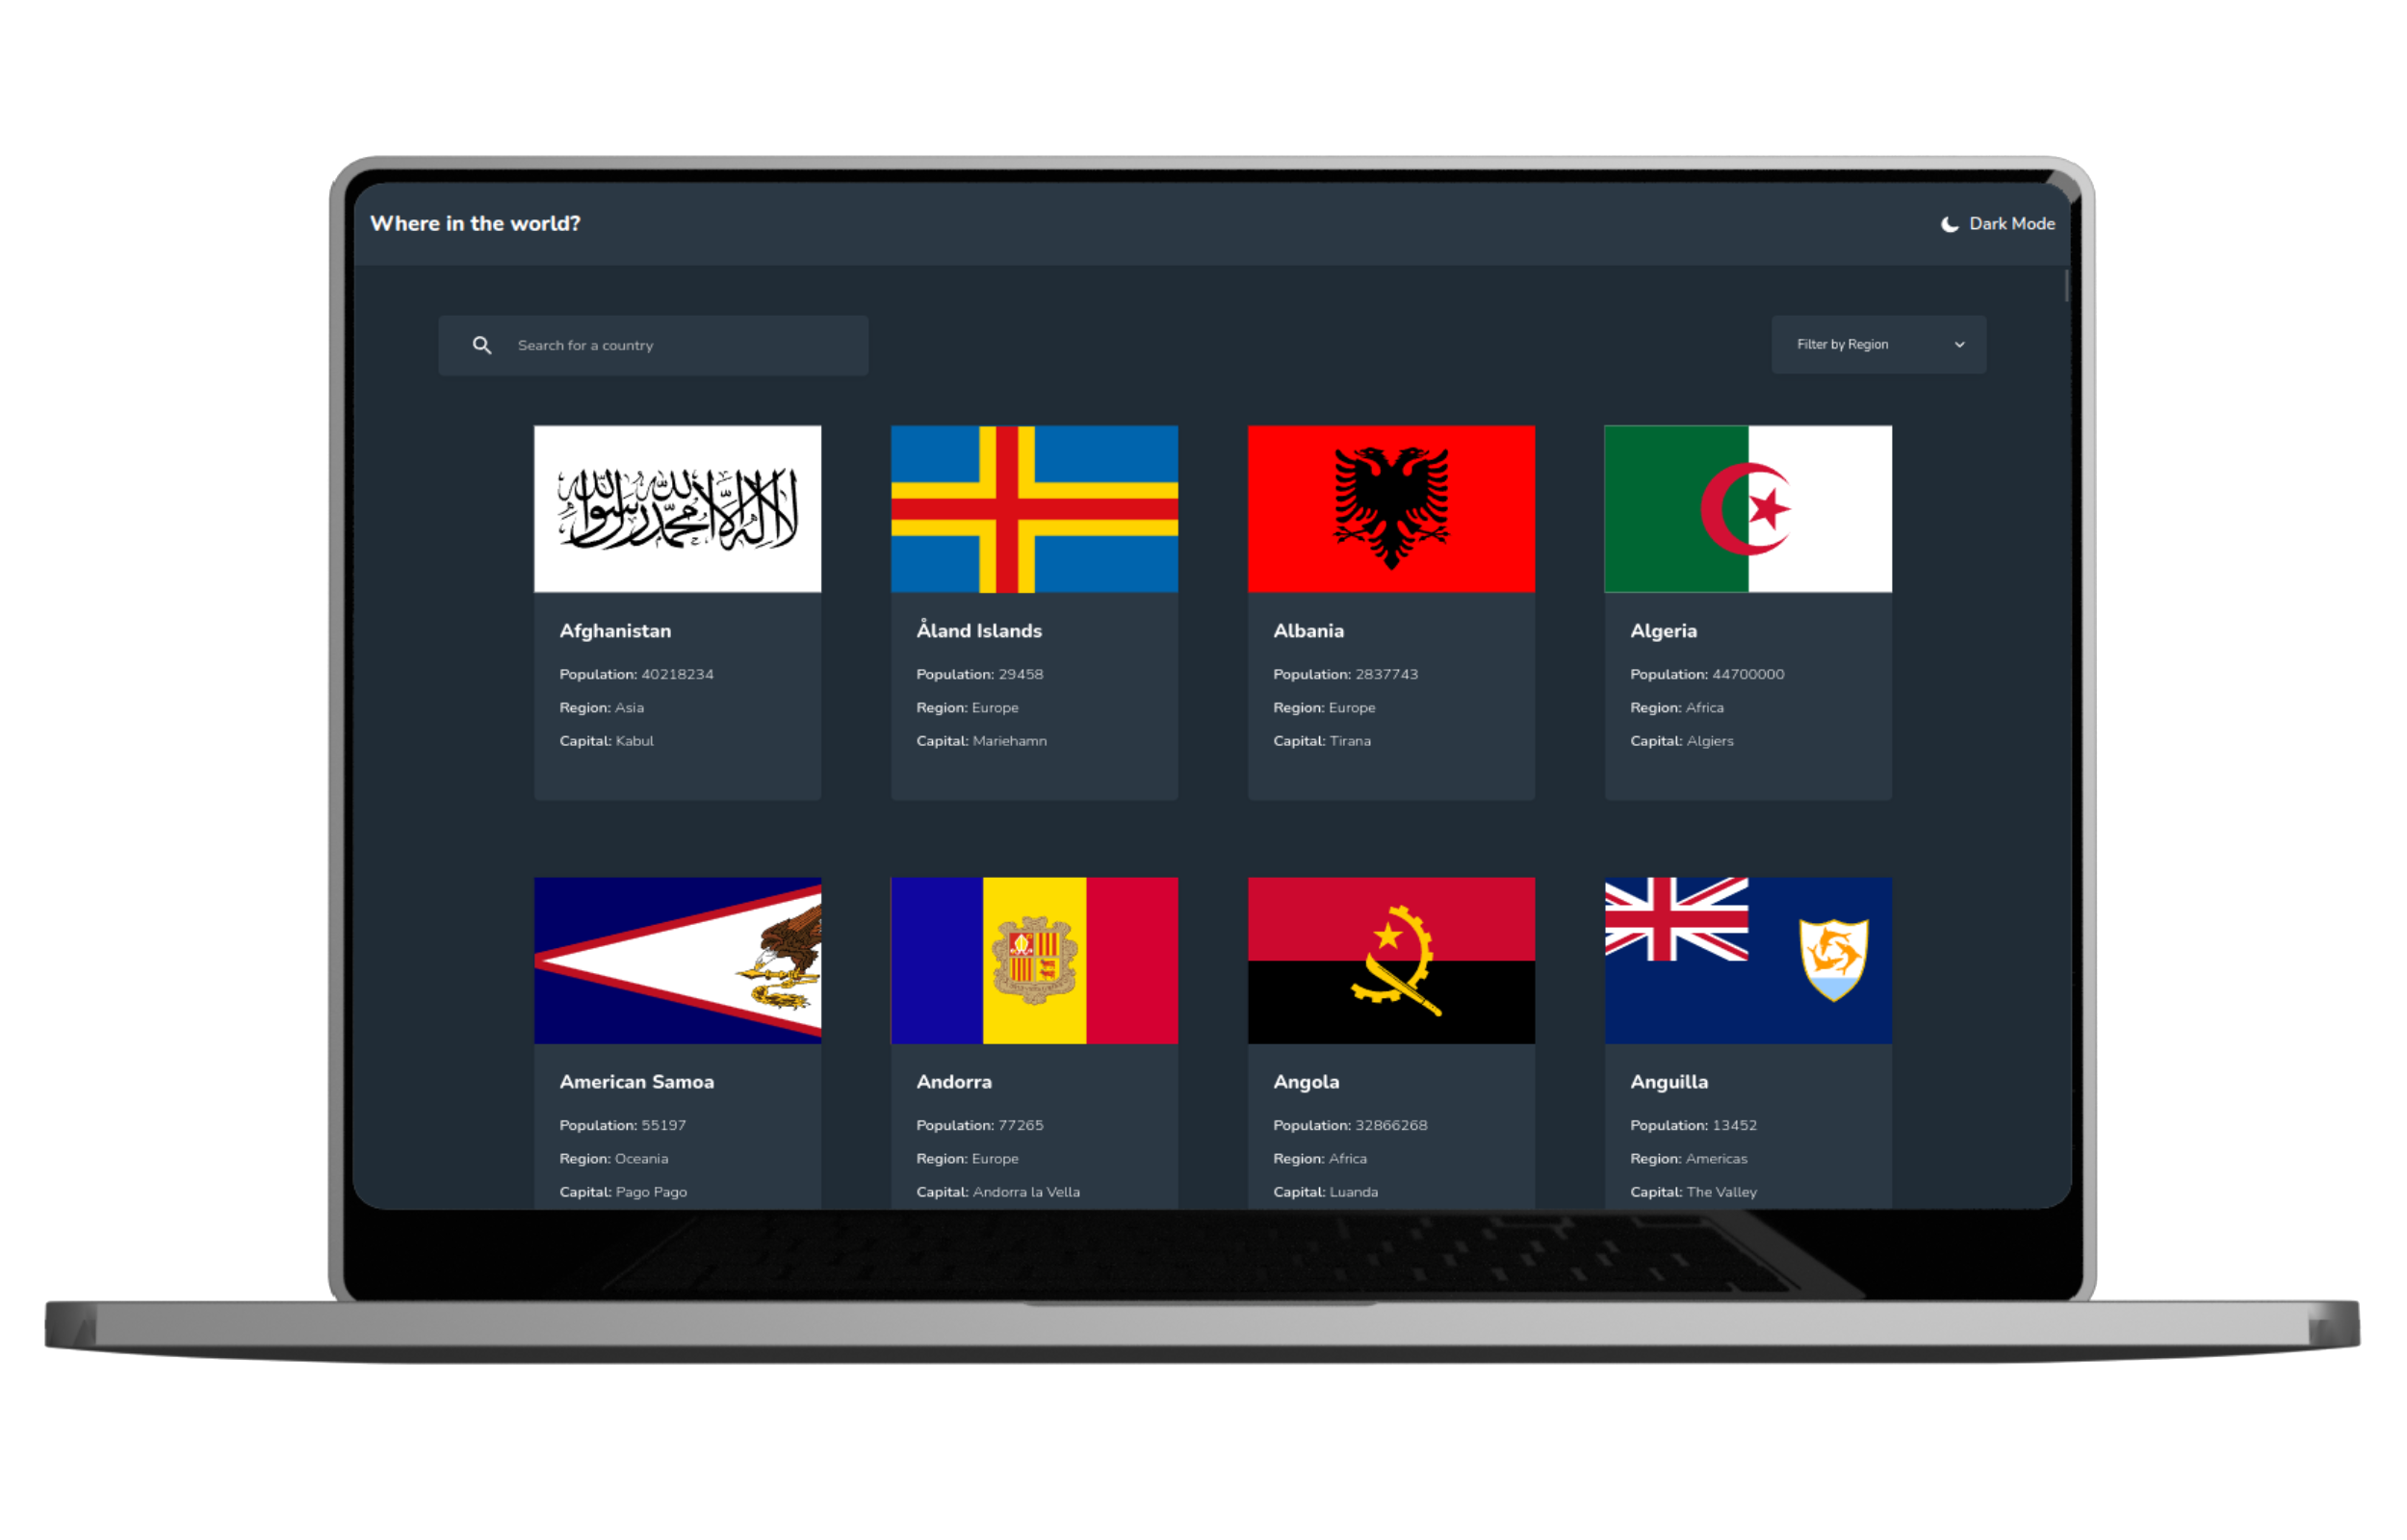 Where in the world?
Dark Mode
Search for a country
Filter by Region
لا إله إلا الله محمد رسول الله
Afghanistan
Population: 40218234
Region: Asia
Capital: Kabul
Åland Islands
Population: 29458
Region: Europe
Capital: Mariehamn
Albania
Population: 2837743
Region: Europe
Capital: Tirana
Algeria
Population: 44700000
Region: Africa
Capital: Algiers
American Samoa
Population: 55197
Region: Oceania
Capital: Pago Pago
Andorra
Population: 77265
Region: Europe
Capital: Andorra la Vella
Angola
Population: 32866268
Region: Africa
Capital: Luanda
Anguilla
Population: 13452
Region: Americas
Capital: The Valley